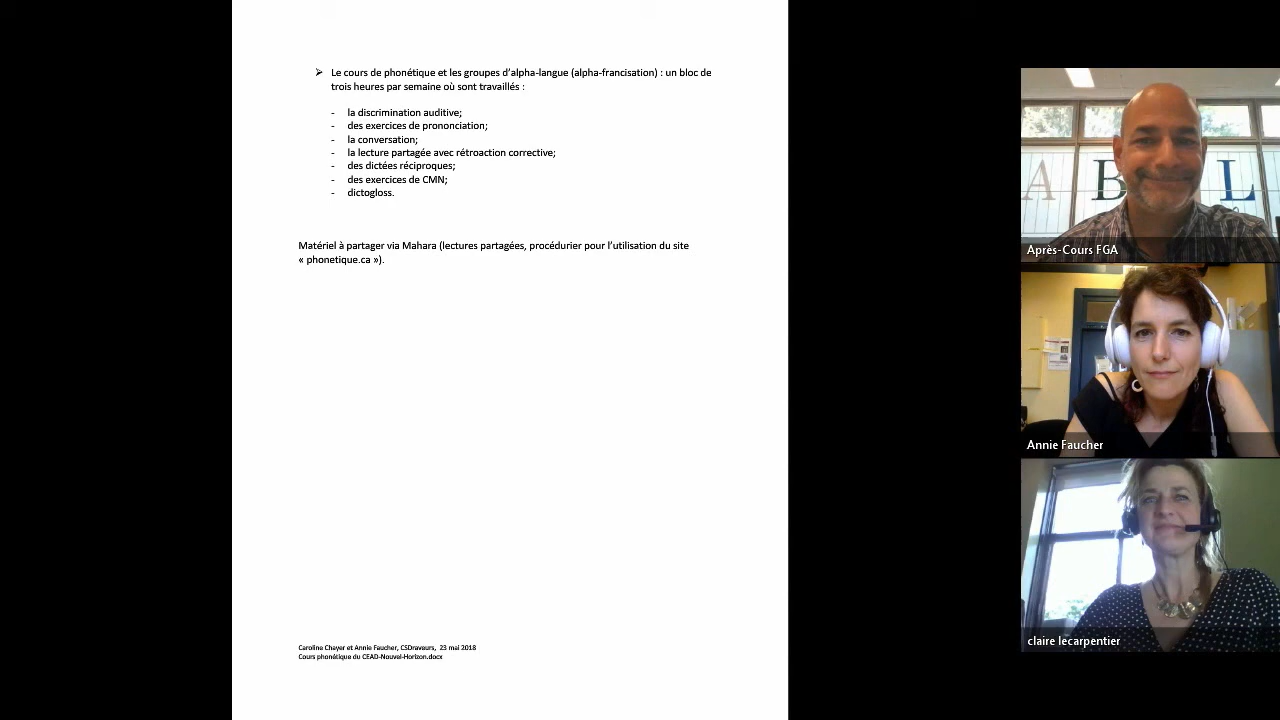 ➢ Le cours de phonétique et les groupes d'alpha-langue (alpha-francisation) : un bloc de
trois heures par semaine où sont travaillés :
- la discrimination auditive;
- des exercices de prononciation;
- la conversation;
- la lecture partagée avec rétroaction corrective;
- des dictées réciproques;
- des exercices de CMN;
- dictogloss.
Matériel à partager via Mahara (lectures partagées, procédurier pour l'utilisation du site
« phonetique.ca »).
Caroline Chayer et Annie Faucher, CSDraveurs, 23 mai 2018
Cours phonétique du CEAD-Nouvel-Horizon.docx
A B L
Après-Cours FGA
Annie Faucher
claire lecarpentier